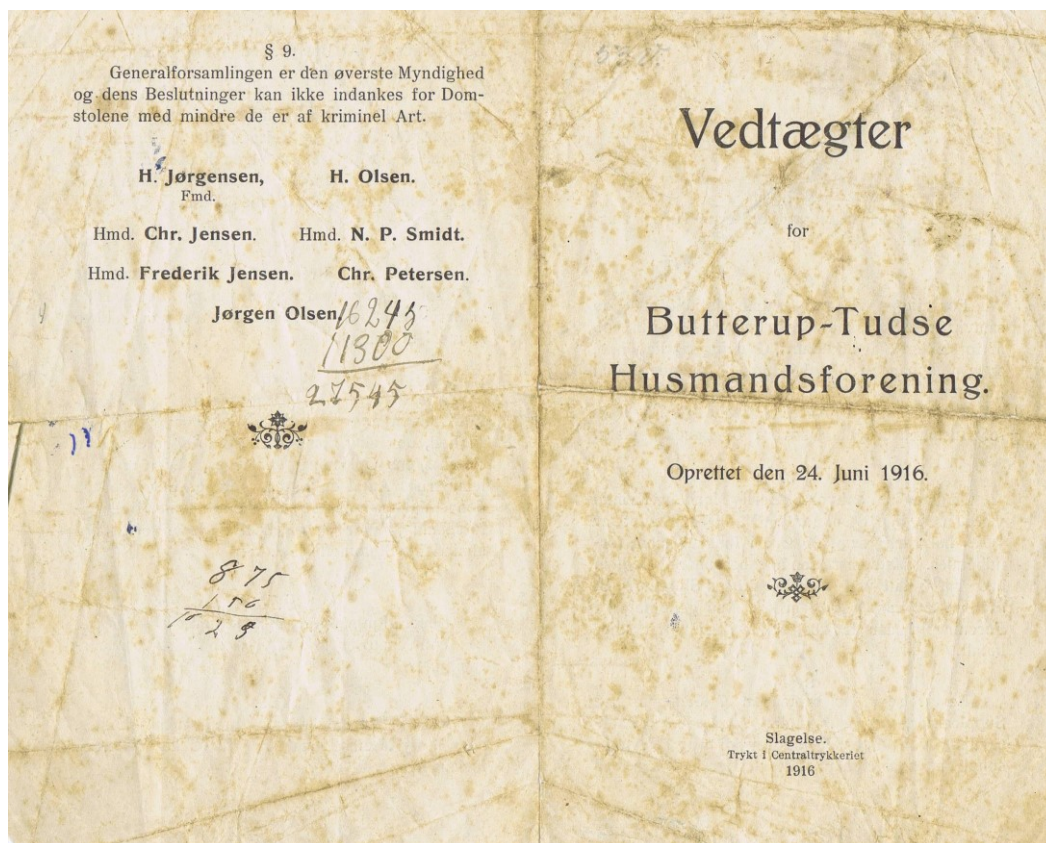 § 9.
Generalforsamlingen er den øverste Myndighed
og dens Beslutninger kan ikke indankes for Dom-
stolene med mindre de er af kriminel Art.
H. Jørgensen, H. Olsen.
Fmd.
Hmd. Chr. Jensen. Hmd. N. P. Smidt.
Hmd. Frederik Jensen. Chr. Petersen.
Jørgen Olsen, 16245
11300
27545
875
Vedtægter
for
Butterup-Tudse
Husmandsforening.
Oprettet den 24. Juni 1916.
Slagelse.
Trykt i Centraltrykkeriet
1916